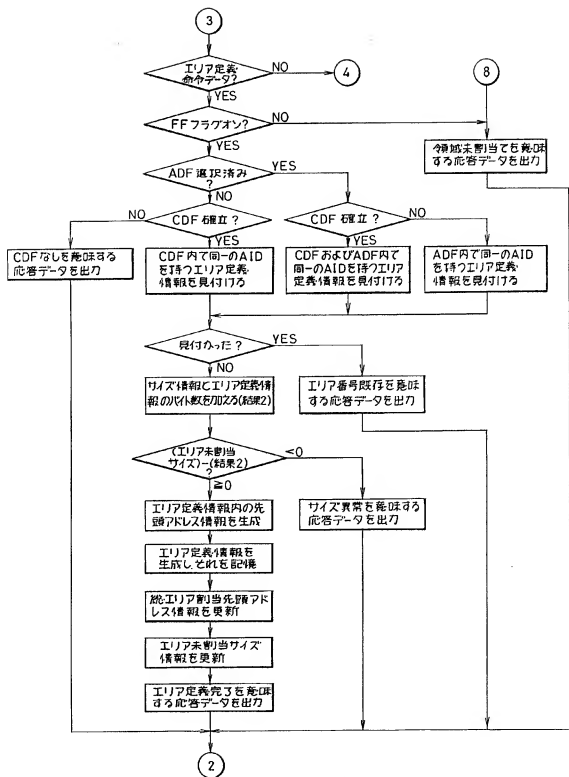 3
エリア定義
命令データ?
NO
4
8
YES
FFフラグオン?
NO
YES
領域未割当てを意味
する応答データを出力
ADF選択済み
?
YES
NO
NO
CDF確立?
YES
CDF確立?
NO
YES
CDFなしを意味する
応答データを出力
CDF内で同一のAID
を持つエリア定義
情報を見付ける
CDFおよびADF内で
同一のAIDを持つエリア
定義情報を見付ける
ADF内で同一のAID
を持つエリア定義
情報を見付ける
見付かった?
YES
NO
サイズ情報とエリア定義情
報のバイト数を加える(結果2)
エリア番号既存を意味
する応答データを出力
(エリア未割当
サイズ)-(結果2)
?
<0
≧0
エリア定義情報内の先
頭アドレス情報を生成
サイズ異常を意味する
応答データを出力
エリア定義情報を
生成し、それを記憶
総エリア割当先頭アド
レス情報を更新
エリア未割当サイズ
情報を更新
エリア定義完了を意味
する応答データを出力
2